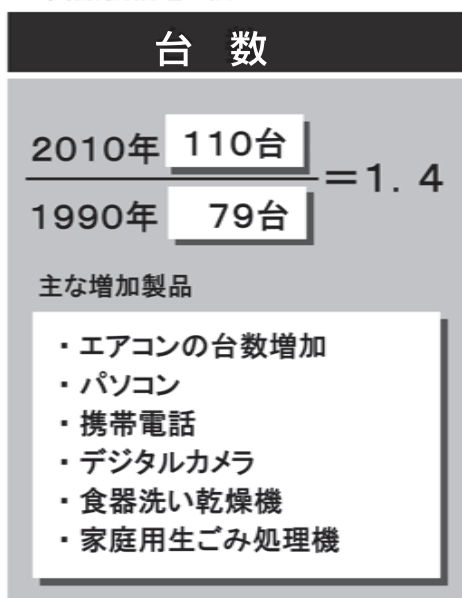 台 数
2010年 110台
1990年 79台
=1. 4
主な増加製品
・エアコンの台数増加
・パソコン
・携帯電話
・デジタルカメラ
・食器洗い乾燥機
・家庭用生ごみ処理機